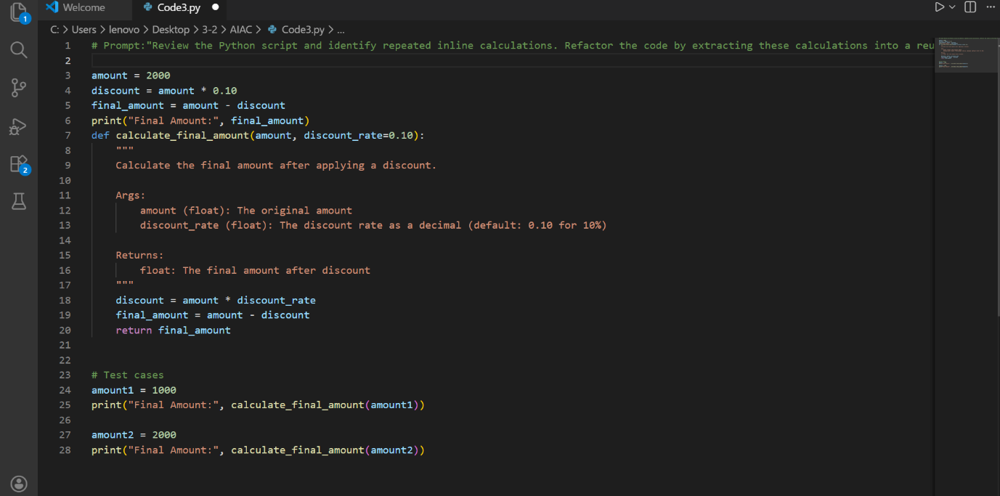 1
Welcome
Code3.py
C: > Users > lenovo > Desktop > 3-2 > AIAC > Code3.py > ...
1 # Prompt:"Review the Python script and identify repeated inline calculations. Refactor the code by extracting these calculations into a reu
2
3 amount = 2000
4 discount = amount * 0.10
5 final_amount = amount - discount
6 print("Final Amount:", final_amount)
7 def calculate_final_amount(amount, discount_rate=0.10):
8 """
9 Calculate the final amount after applying a discount.
10
11 Args:
12 amount (float): The original amount
13 discount_rate (float): The discount rate as a decimal (default: 0.10 for 10%)
14
15 Returns:
16 float: The final amount after discount
17 """
18 discount = amount * discount_rate
19 final_amount = amount - discount
20 return final_amount
21
22
23 # Test cases
24 amount1 = 1000
25 print("Final Amount:", calculate_final_amount(amount1))
26
27 amount2 = 2000
28 print("Final Amount:", calculate_final_amount(amount2))
2